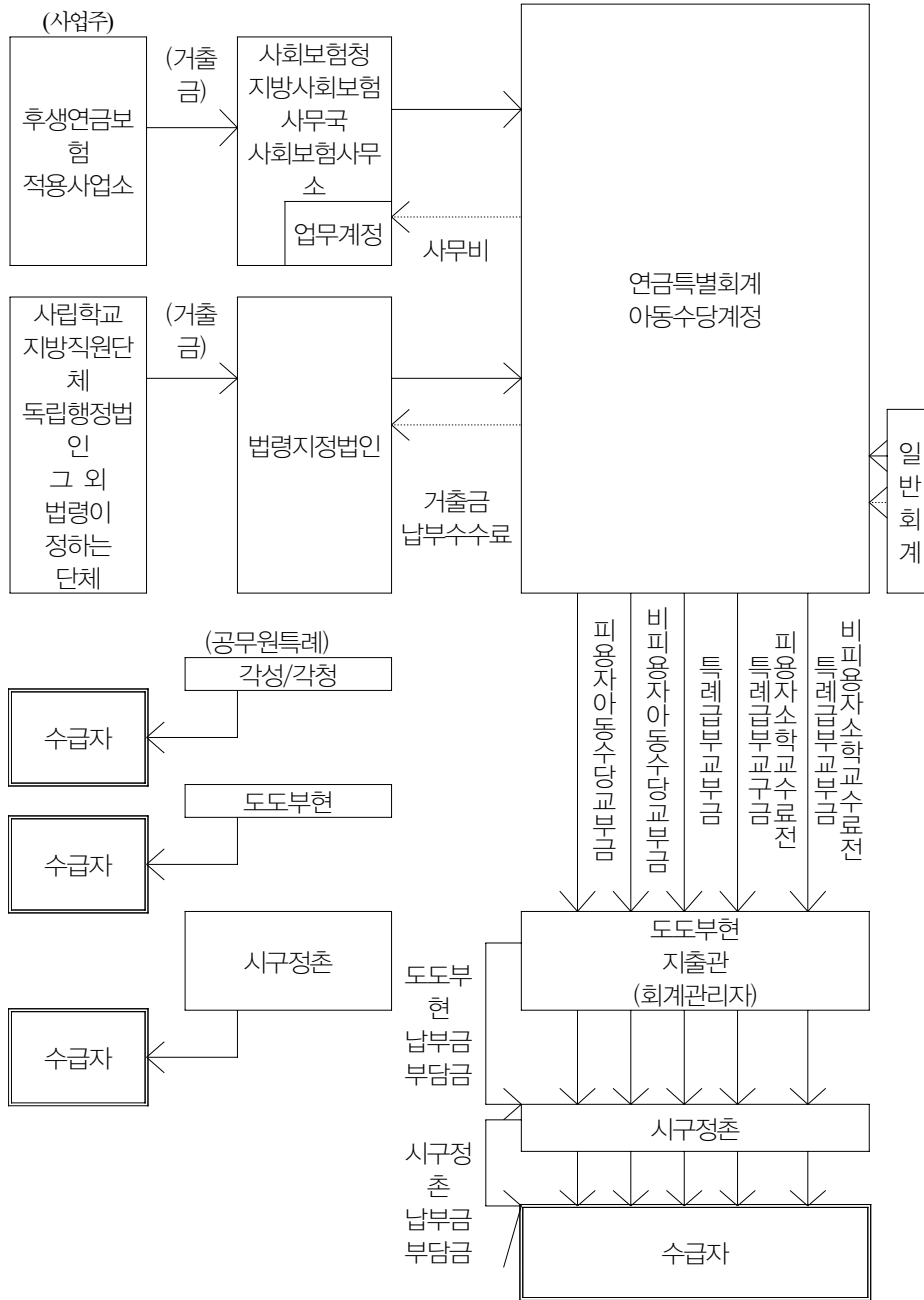 (사업주)
후생연금보
험
적용사업소
(거출
금)
사회보험청
지방사회보험
사무국
사회보험사무
소
업무계정
사무비
연금특별회계
아동수당계정
사립학교
지방직원단
체
독립행정법
인
그 외
법령이
정하는
단체
(거출
금)
법령지정법인
거출금
납부수수료
일
반
회
계
(공무원특례)
각성/각청
수급자
도도부현
수급자
시구정촌
수급자
피용자아동수당교부금
비피용자아동수당교부금
특례급부교부금
피용자소학교수료전
특례급부교구금
비피용자소학교수료전
특례급부교부금
도도부현
지출관
(회계관리자)
도도부
현
납부금
부담금
시구정촌
시구정
촌
납부금
부담금
수급자